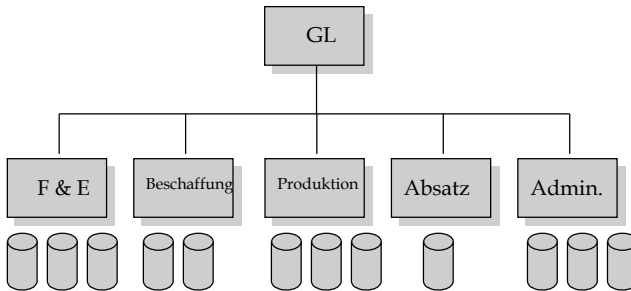 GL
F & E
Beschaffung
Produktion
Absatz
Admin.